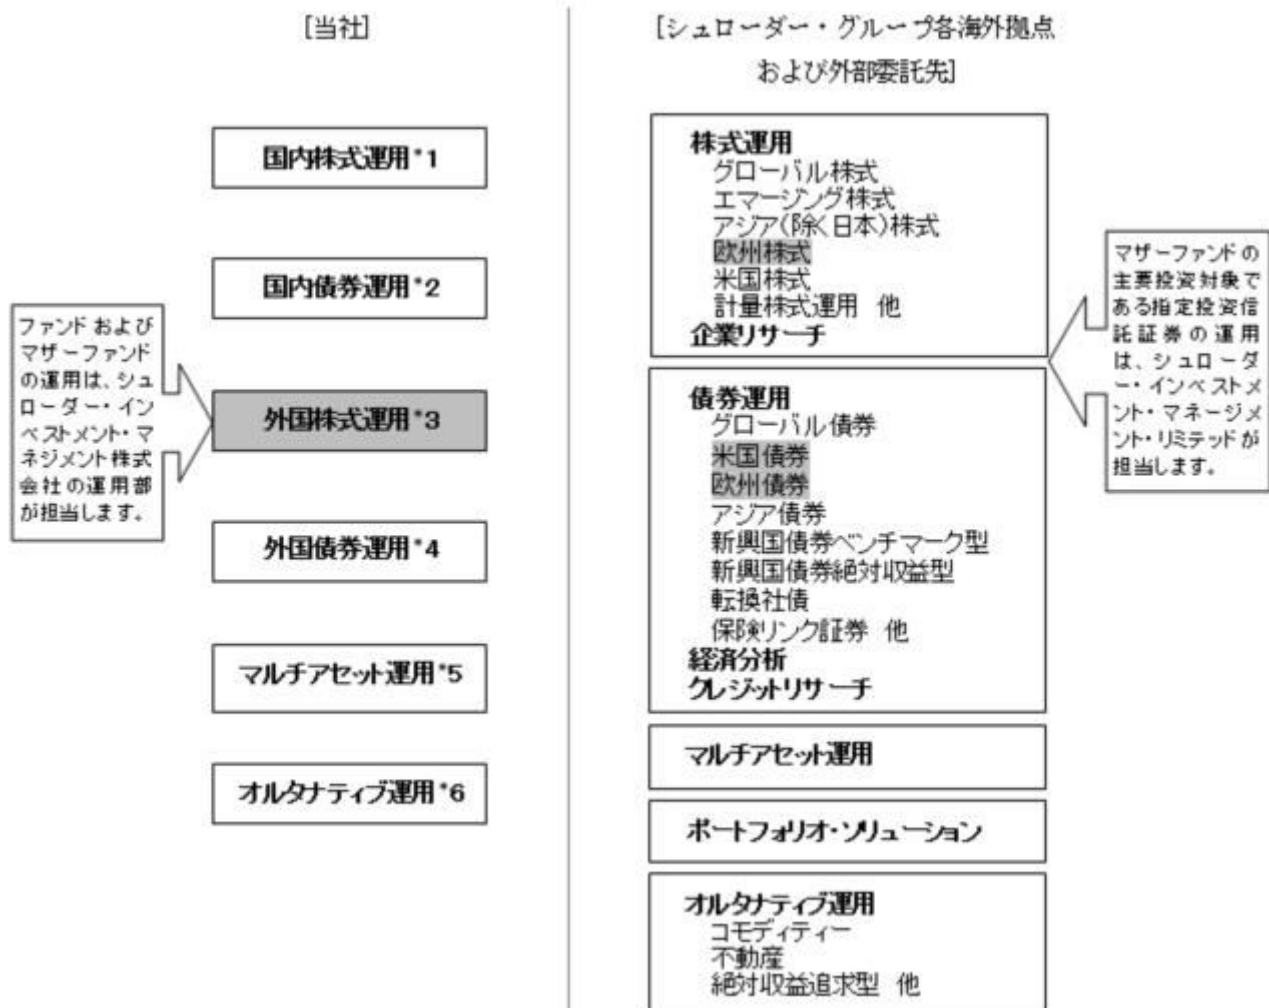 [当社]
国内株式運用*1
国内債券運用*2
ファンドおよび
マザーファンド
の運用は、シュ
ローダー・イン
ベストメント・マ
ネジメント株式
会社の運用部
が担当します。
外国株式運用*3
外国債券運用*4
マルチアセット運用*5
オルタナティブ運用*6
[シュローダー・グループ各海外拠点
および外部委託先]
株式運用
グローバル株式
エマージング株式
アジア(除く日本)株式
欧州株式
米国株式
計量株式運用 他
企業リサーチ
マザーファンドの
主要投資対象で
ある指定投資信
託証券の運用
は、シュローダ
ー・インベストメ
ント・マネージメ
ント・リミテッドが
担当します。
債券運用
グローバル債券
米国債券
欧州債券
アジア債券
新興国債券ベンチマーク型
新興国債券絶対収益型
転換社債
保険リンク証券 他
経済分析
クレジットリサーチ
マルチアセット運用
ポートフォリオ・ソリューション
オルタナティブ運用
コモディティー
不動産
絶対収益追求型 他